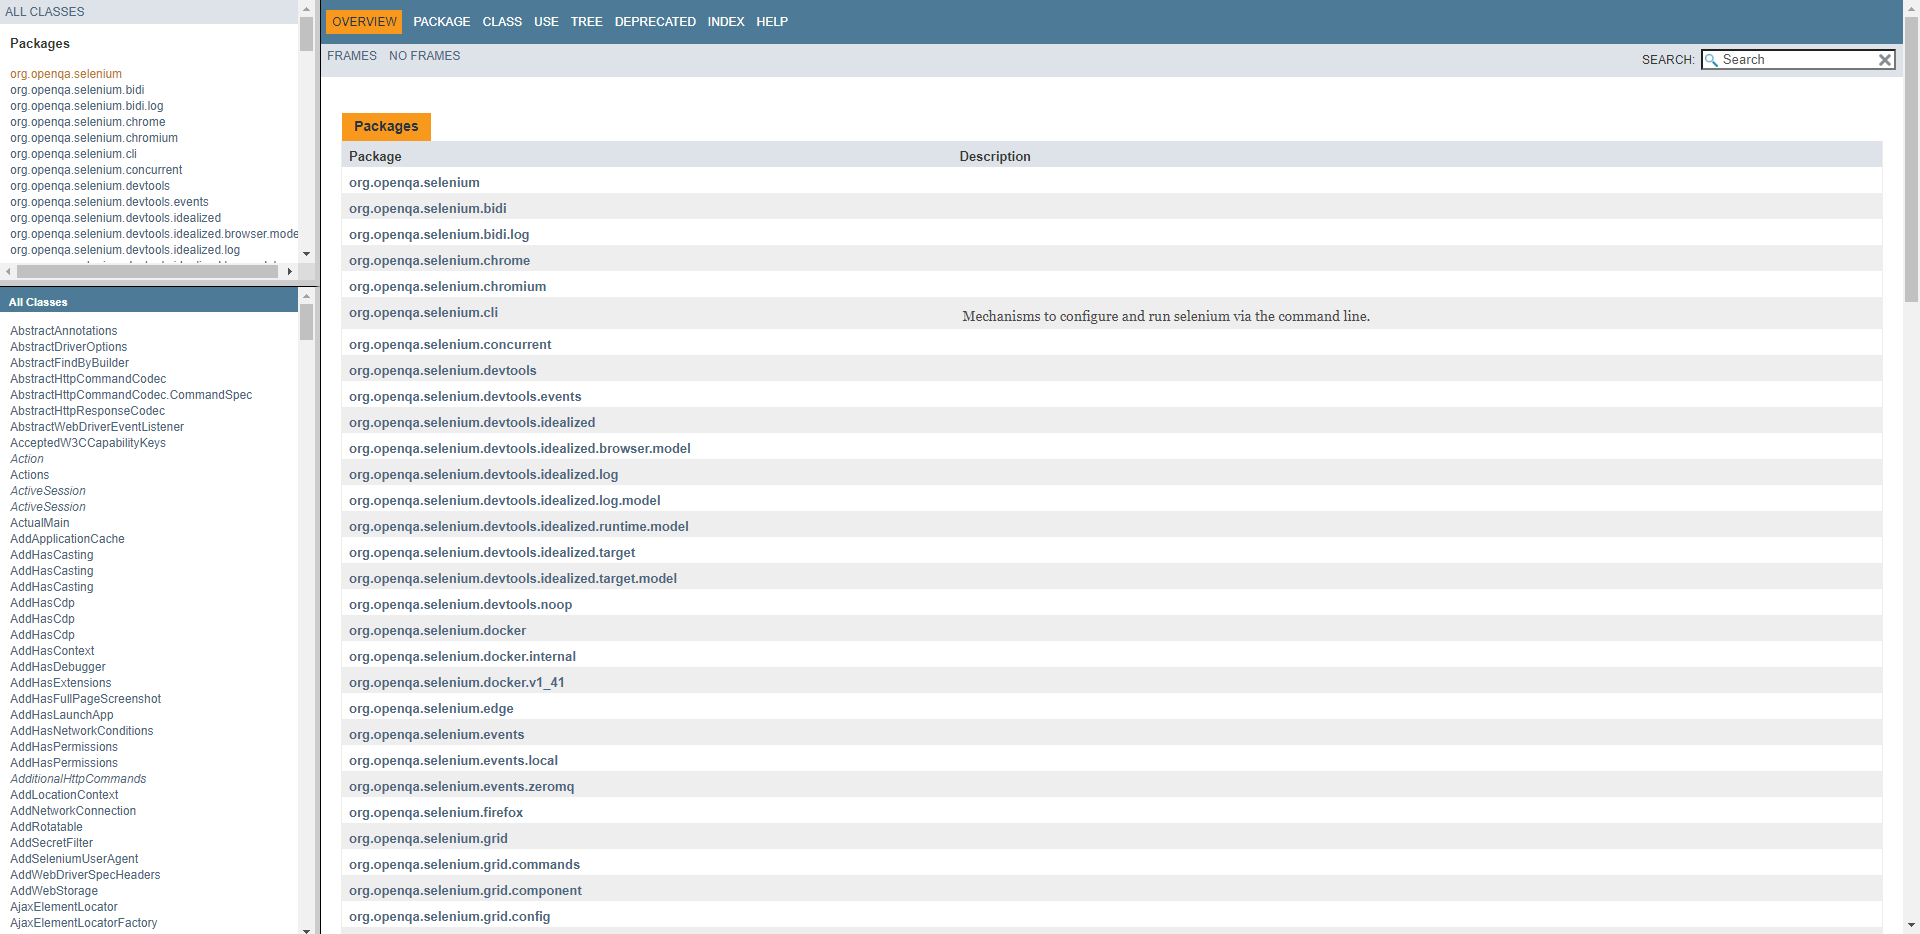 ALL CLASSES
Packages
org.openqa.selenium
org.openqa.selenium.bidi
org.openqa.selenium.bidi.log
org.openqa.selenium.chrome
org.openqa.selenium.chromium
org.openqa.selenium.cli
org.openqa.selenium.concurrent
org.openqa.selenium.devtools
org.openqa.selenium.devtools.events
org.openqa.selenium.devtools.idealized
org.openqa.selenium.devtools.idealized.browser.mode
org.openqa.selenium.devtools.idealized.log
All Classes
AbstractAnnotations
AbstractDriverOptions
AbstractFindByBuilder
AbstractHttpCommandCodec
AbstractHttpCommandCodec.CommandSpec
AbstractHttpResponseCodec
AbstractWebDriverEventListener
AcceptedW3CCapabilityKeys
Action
Actions
ActiveSession
ActiveSession
ActualMain
AddApplicationCache
AddHasCasting
AddHasCasting
AddHasCasting
AddHasCdp
AddHasCdp
AddHasCdp
AddHasContext
AddHasDebugger
AddHasExtensions
AddHasFullPageScreenshot
AddHasLaunchApp
AddHasNetworkConditions
AddHasPermissions
AddHasPermissions
AdditionalHttpCommands
AddLocationContext
AddNetworkConnection
AddRotatable
AddSecretFilter
AddSeleniumUserAgent
AddWebDriverSpecHeaders
AddWebStorage
AjaxElementLocator
AjaxElementLocatorFactory
OVERVIEW PACKAGE CLASS USE TREE DEPRECATED INDEX HELP
FRAMES NO FRAMES
SEARCH: Search
Packages
Package Description
org.openqa.selenium
org.openqa.selenium.bidi
org.openqa.selenium.bidi.log
org.openqa.selenium.chrome
org.openqa.selenium.chromium
org.openqa.selenium.cli Mechanisms to configure and run selenium via the command line.
org.openqa.selenium.concurrent
org.openqa.selenium.devtools
org.openqa.selenium.devtools.events
org.openqa.selenium.devtools.idealized
org.openqa.selenium.devtools.idealized.browser.model
org.openqa.selenium.devtools.idealized.log
org.openqa.selenium.devtools.idealized.log.model
org.openqa.selenium.devtools.idealized.runtime.model
org.openqa.selenium.devtools.idealized.target
org.openqa.selenium.devtools.idealized.target.model
org.openqa.selenium.devtools.noop
org.openqa.selenium.docker
org.openqa.selenium.docker.internal
org.openqa.selenium.docker.v1_41
org.openqa.selenium.edge
org.openqa.selenium.events
org.openqa.selenium.events.local
org.openqa.selenium.events.zeromq
org.openqa.selenium.firefox
org.openqa.selenium.grid
org.openqa.selenium.grid.commands
org.openqa.selenium.grid.component
org.openqa.selenium.grid.config